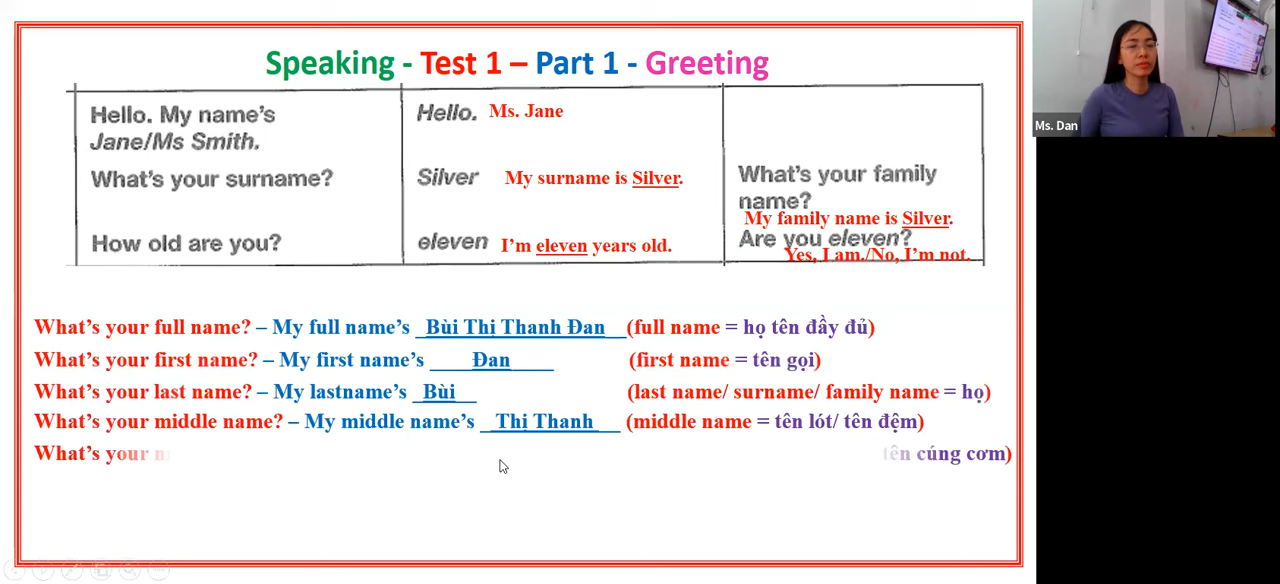 Speaking - Test 1 – Part 1 - Greeting
Hello. My name's
Jane/Ms Smith.
Hello. Ms. Jane
What's your surname?
Silver My surname is Silver.
What's your family
name?
My family name is Silver.
How old are you?
eleven I'm eleven years old.
Are you eleven?
Yes, I am./No, I'm not.
What's your full name? – My full name's Bùi Thị Thanh Đan (full name = họ tên đầy đủ)
What's your first name? – My first name's Đan (first name = tên gọi)
What's your last name? – My lastname's Bùi (last name/ surname/ family name = họ)
What's your middle name? – My middle name's Thị Thanh (middle name = tên lót/ tên đệm)
What's your n tên cúng cơm)
Ms. Dan